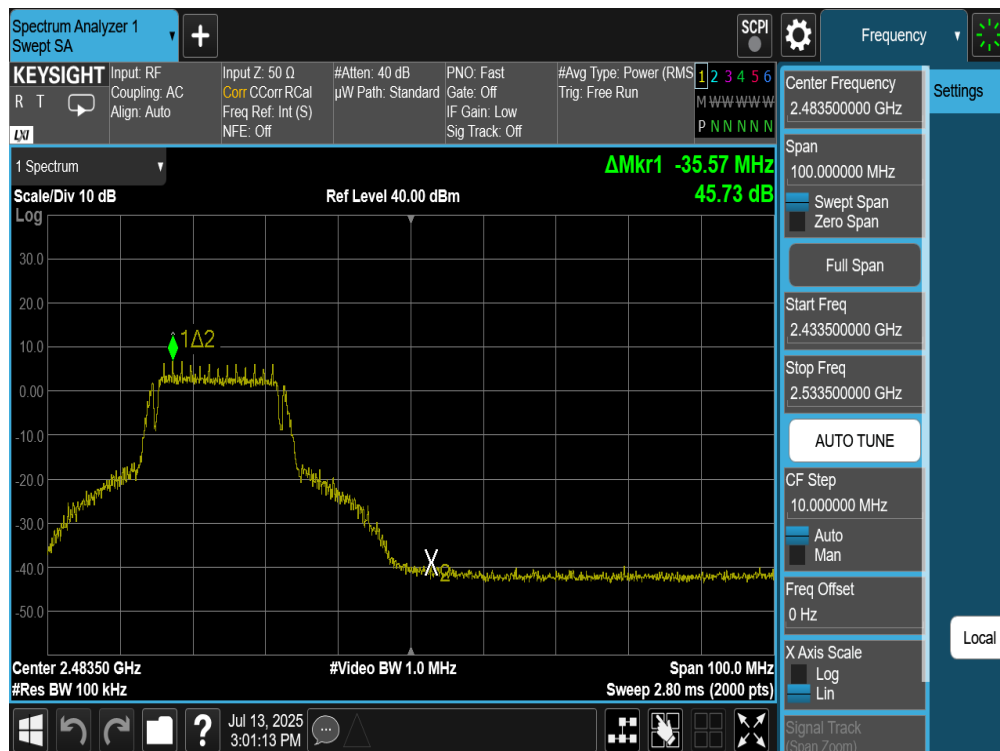 Spectrum Analyzer 1
Swept SA
+
SCPI
Frequency
KEYSIGHT
R T
LXI
Input: RF
Coupling: AC
Align: Auto
Input Z: 50 Ω
Corr CCorr RCal
Freq Ref: Int (S)
NFE: Off
#Atten: 40 dB
µW Path: Standard
PNO: Fast
Gate: Off
IF Gain: Low
Sig Track: Off
#Avg Type: Power (RMS
Trig: Free Run
1 2 3 4 5 6
M W W W W W
P N N N N N
1 Spectrum
Scale/Div 10 dB
Log
Ref Level 40.00 dBm
ΔMkr1 -35.57 MHz
45.73 dB
30.0
20.0
10.0
0.00
-10.0
-20.0
-30.0
-40.0
-50.0
1Δ2
X
2
Center 2.48350 GHz
#Res BW 100 kHz
#Video BW 1.0 MHz
Span 100.0 MHz
Sweep 2.80 ms (2000 pts)
Jul 13, 2025
3:01:13 PM
?
Center Frequency
2.483500000 GHz
Span
100.000000 MHz
Swept Span
Zero Span
Full Span
Start Freq
2.433500000 GHz
Stop Freq
2.533500000 GHz
AUTO TUNE
CF Step
10.000000 MHz
Auto
Man
Freq Offset
0 Hz
X Axis Scale
Log
Lin
Signal Track
(Span Zoom)
Settings
Local